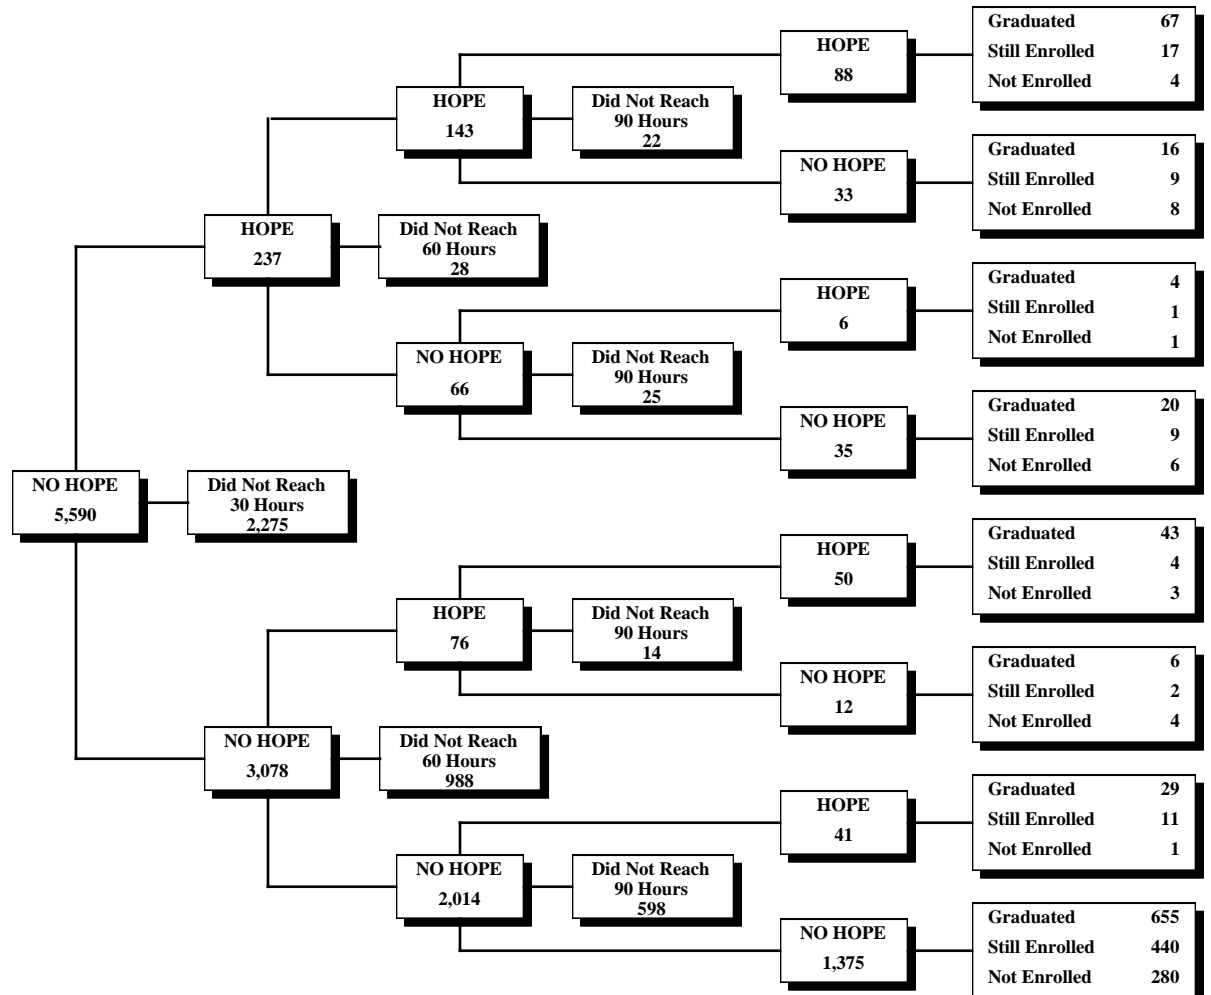 HOPE
88
Graduated 67
Still Enrolled 17
Not Enrolled 4
HOPE
143
Did Not Reach
90 Hours
22
NO HOPE
33
Graduated 16
Still Enrolled 9
Not Enrolled 8
HOPE
237
Did Not Reach
60 Hours
28
HOPE
6
Graduated 4
Still Enrolled 1
Not Enrolled 1
NO HOPE
66
Did Not Reach
90 Hours
25
NO HOPE
35
Graduated 20
Still Enrolled 9
Not Enrolled 6
NO HOPE
5,590
Did Not Reach
30 Hours
2,275
HOPE
50
Graduated 43
Still Enrolled 4
Not Enrolled 3
HOPE
76
Did Not Reach
90 Hours
14
NO HOPE
12
Graduated 6
Still Enrolled 2
Not Enrolled 4
NO HOPE
3,078
Did Not Reach
60 Hours
988
HOPE
41
Graduated 29
Still Enrolled 11
Not Enrolled 1
NO HOPE
2,014
Did Not Reach
90 Hours
598
NO HOPE
1,375
Graduated 655
Still Enrolled 440
Not Enrolled 280